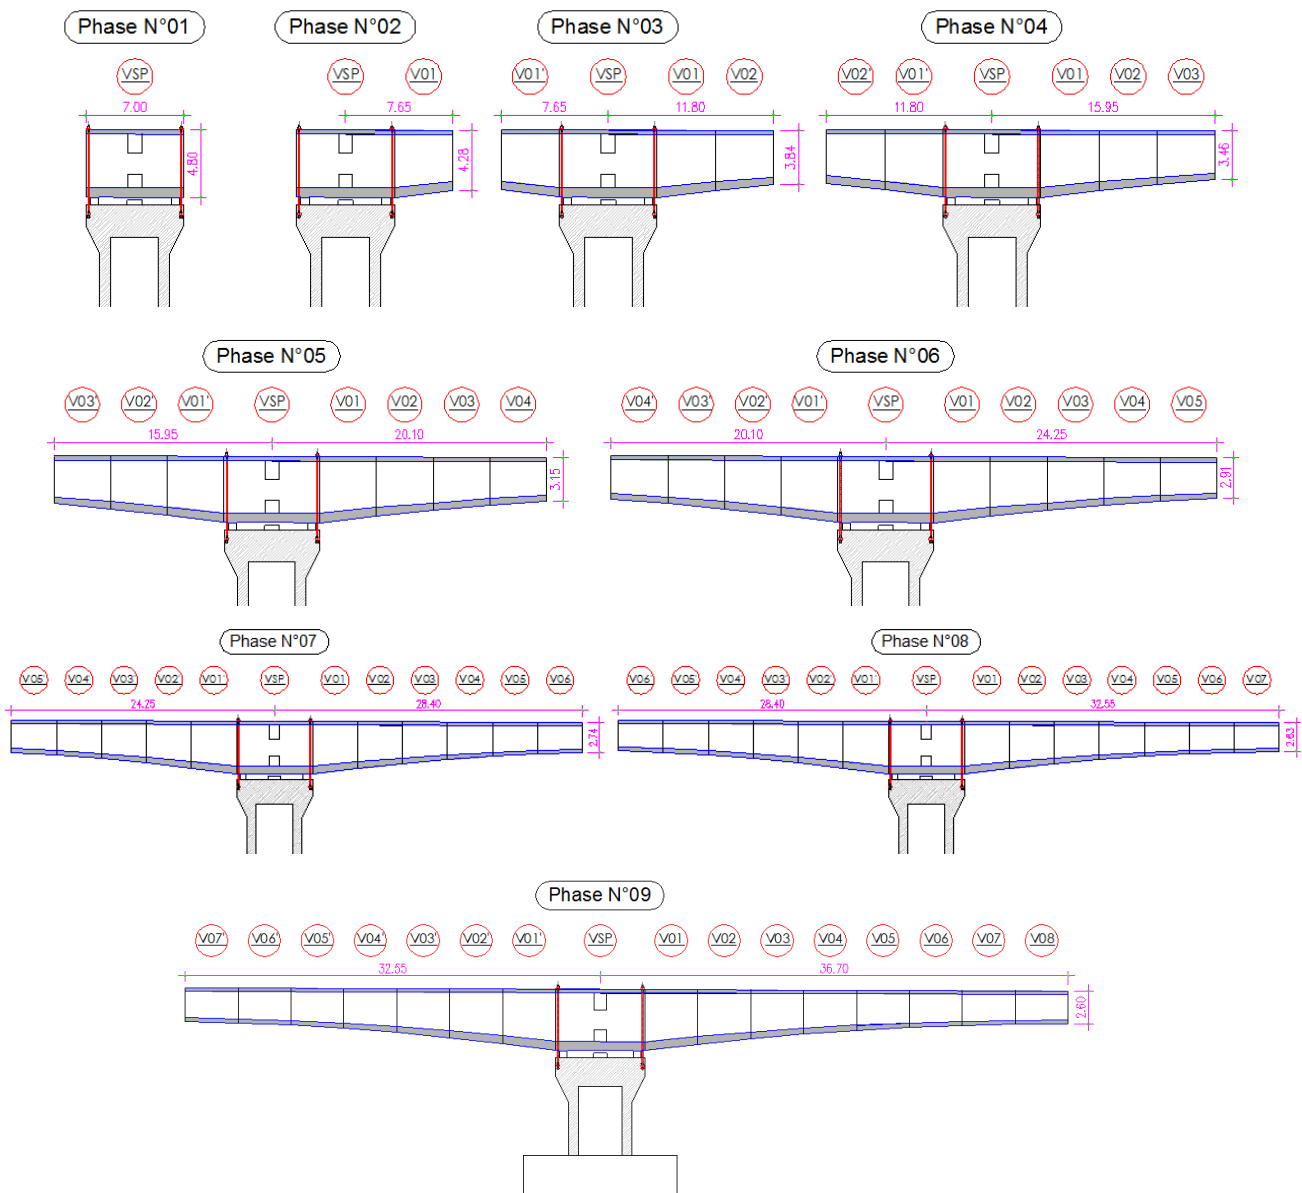 Phase N°01 Phase N°02 Phase N°03 Phase N°04
VSP VSP V01 V01' VSP V01 V02 V02' V01' VSP V01 V02 V03
7.00 7.65 7.65 11.80 11.80 15.95
4.80 4.28 3.84 3.46
Phase N°05 Phase N°06
V03' V02' V01' VSP V01 V02 V03 V04 V04' V03' V02' V01' VSP V01 V02 V03 V04 V05
15.95 20.10 20.10 24.25
3.15 2.91
Phase N°07 Phase N°08
V05' V04' V03' V02' V01' VSP V01 V02 V03 V04 V05 V06 V06' V05' V04' V03' V02' V01' VSP V01 V02 V03 V04 V05 V06 V07
24.25 28.40 28.40 32.55
2.74 2.63
Phase N°09
V07' V06' V05' V04' V03' V02' V01' VSP V01 V02 V03 V04 V05 V06 V07 V08
32.55 36.70
2.60